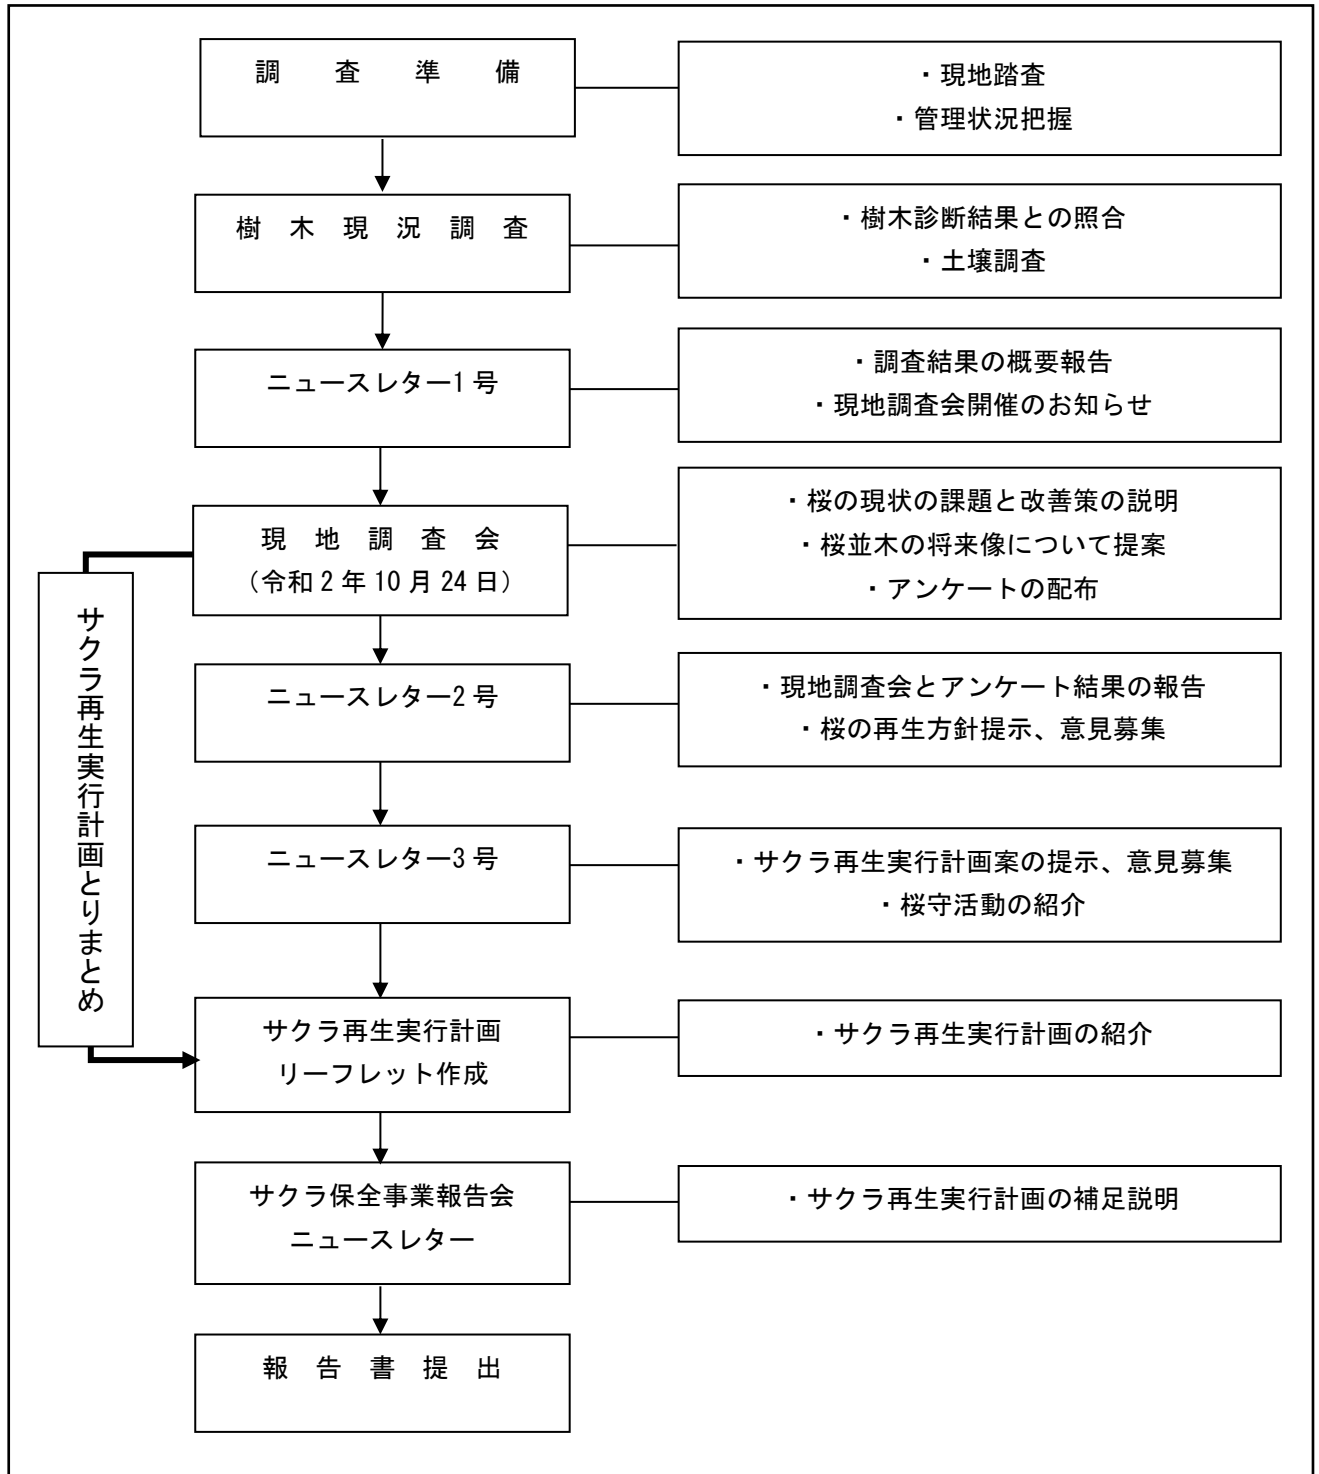 調査準備
・現地踏査
・管理状況把握
樹木現況調査
・樹木診断結果との照合
・土壌調査
ニュースレター1号
・調査結果の概要報告
・現地調査会開催のお知らせ
現地調査会
（令和2年10月24日）
・桜の現状の課題と改善策の説明
・桜並木の将来像について提案
・アンケートの配布
サクラ再生実行計画とりまとめ
ニュースレター2号
・現地調査会とアンケート結果の報告
・桜の再生方針提示、意見募集
ニュースレター3号
・サクラ再生実行計画案の提示、意見募集
・桜守活動の紹介
サクラ再生実行計画
リーフレット作成
・サクラ再生実行計画の紹介
サクラ保全事業報告会
ニュースレター
・サクラ再生実行計画の補足説明
報告書提出